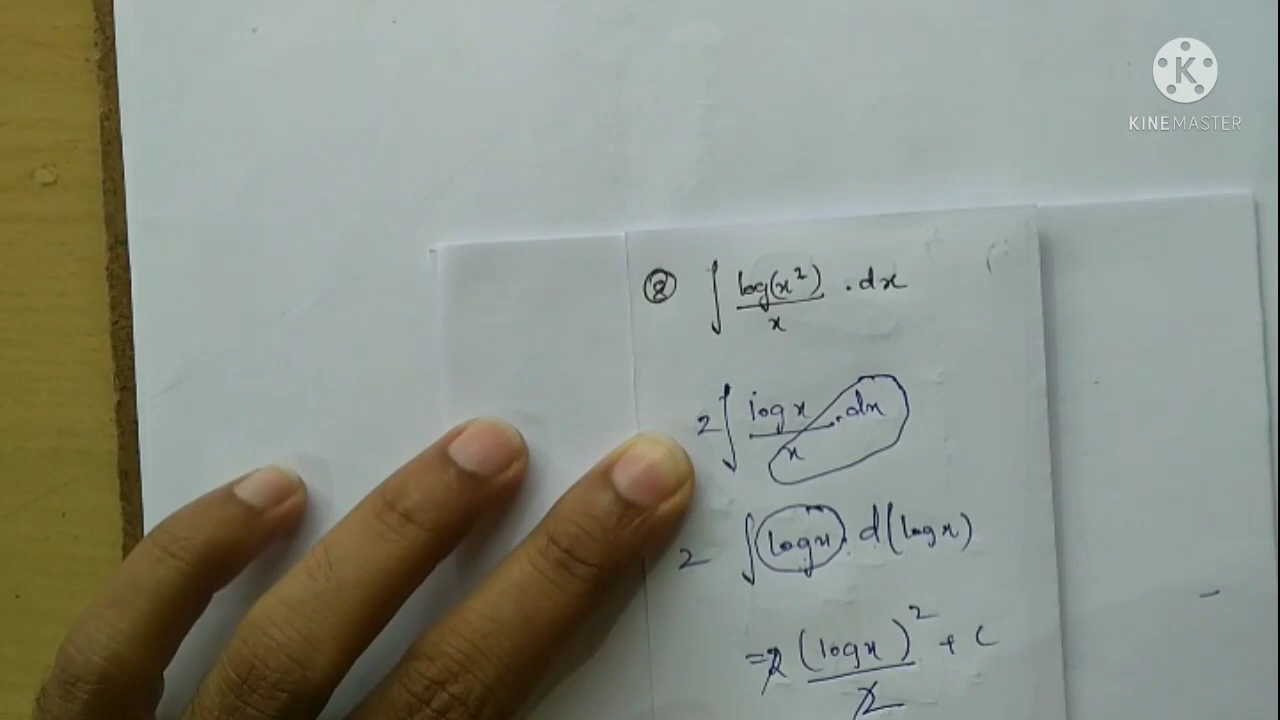 KINEMASTER
② ∫ log(x²)/x . dx
2 ∫ log x/x . dx
2 ∫ (log x) . d(log x)
= 2 (log x)²/2 + c